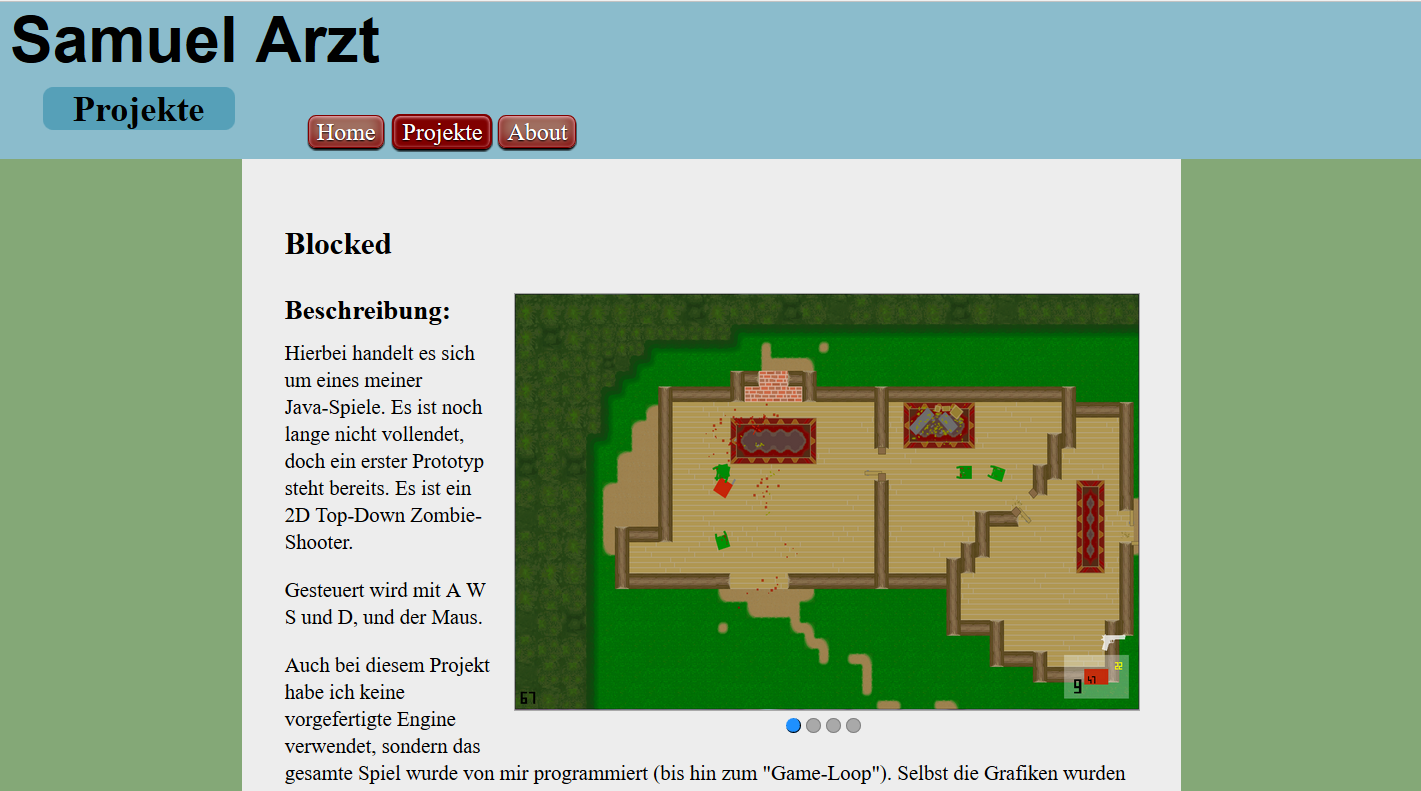 Samuel Arzt
Projekte
Home Projekte About
Blocked
Beschreibung:
Hierbei handelt es sich
um eines meiner
Java-Spiele. Es ist noch
lange nicht vollendet,
doch ein erster Prototyp
steht bereits. Es ist ein
2D Top-Down Zombie-
Shooter.
Gesteuert wird mit A W
S und D, und der Maus.
Auch bei diesem Projekt
habe ich keine
vorgefertigte Engine
verwendet, sondern das
gesamte Spiel wurde von mir programmiert (bis hin zum "Game-Loop"). Selbst die Grafiken wurden
67
9